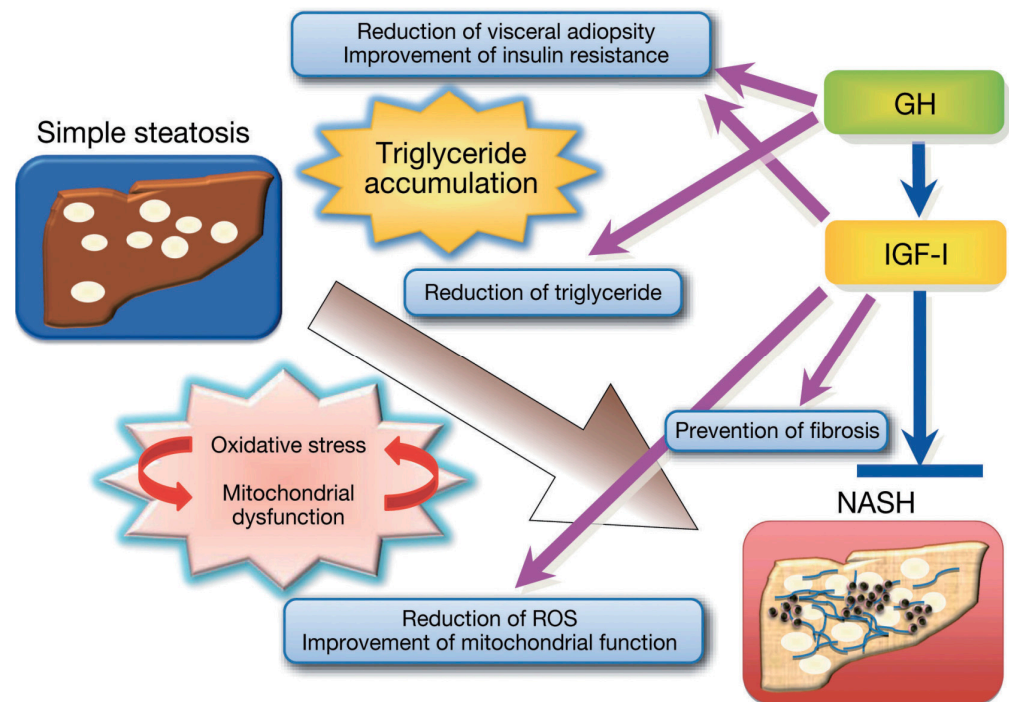 Reduction of visceral adiopsity
Improvement of insulin resistance
GH
Simple steatosis
Triglyceride
accumulation
IGF-I
Reduction of triglyceride
Prevention of fibrosis
Oxidative stress
Mitochondrial
dysfunction
NASH
Reduction of ROS
Improvement of mitochondrial function